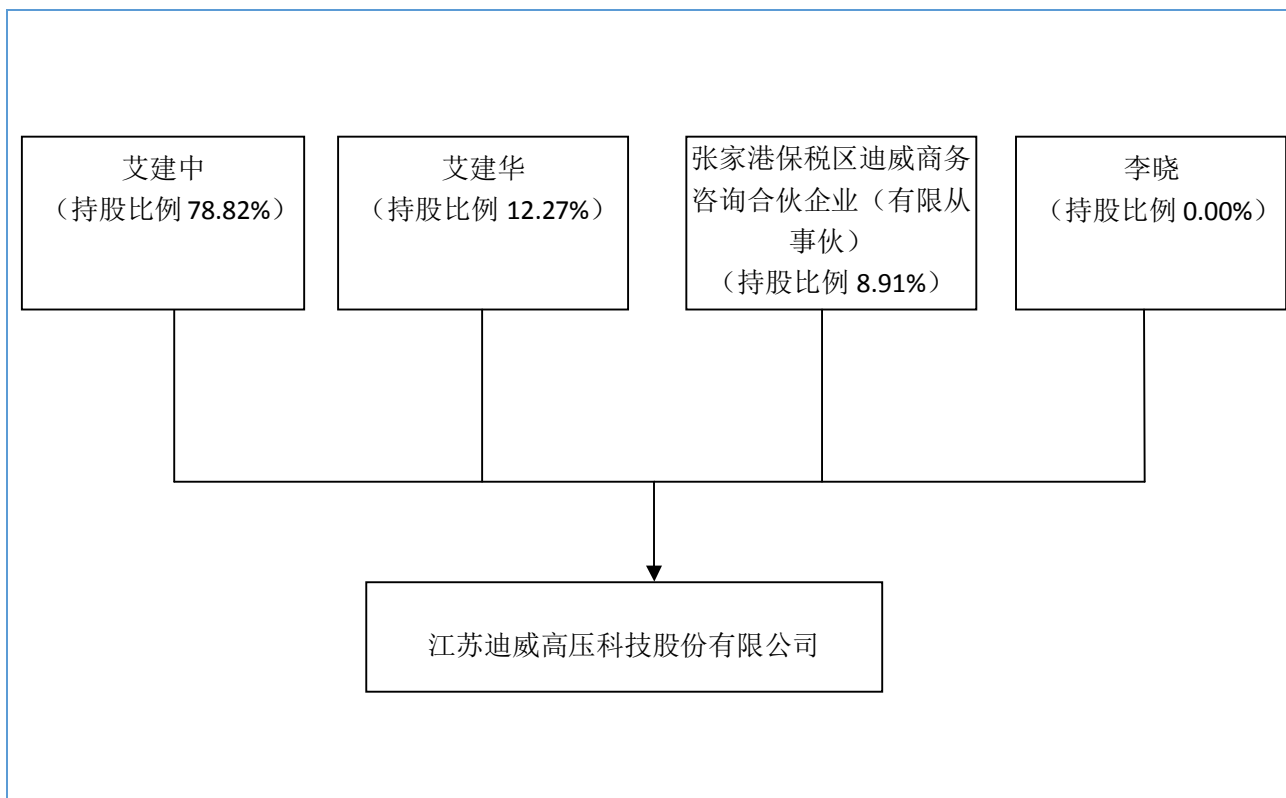 艾建中
（持股比例 78.82%）
艾建华
（持股比例 12.27%）
张家港保税区迪威商务
咨询合伙企业（有限从
事伙）
（持股比例 8.91%）
李晓
（持股比例 0.00%）
江苏迪威高压科技股份有限公司